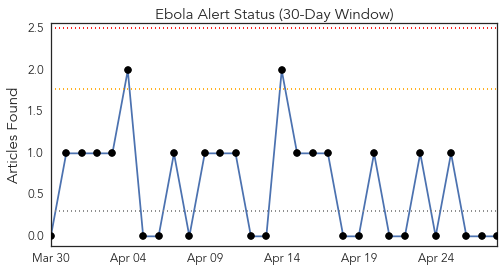 Ebola Alert Status (30-Day Window)
Articles Found
2.5
2.0
1.5
1.0
0.5
0.0
Mar 30 Apr 04 Apr 09 Apr 14 Apr 19 Apr 24